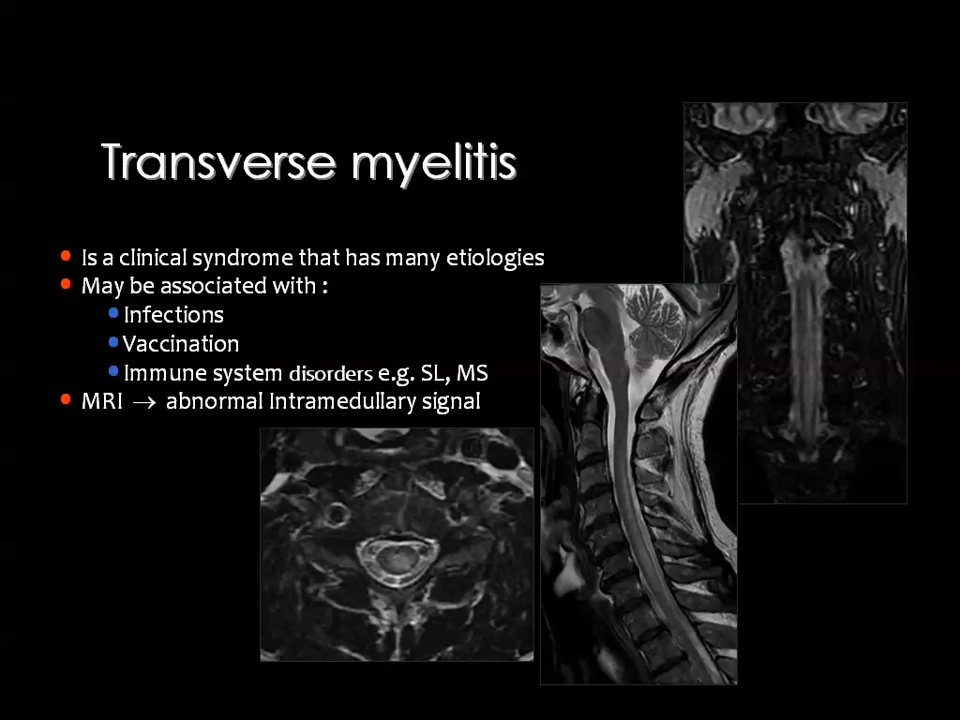 Transverse myelitis
• Is a clinical syndrome that has many etiologies
• May be associated with :
• Infections
• Vaccination
• Immune system disorders e.g. SL, MS
• MRI → abnormal Intramedullary signal